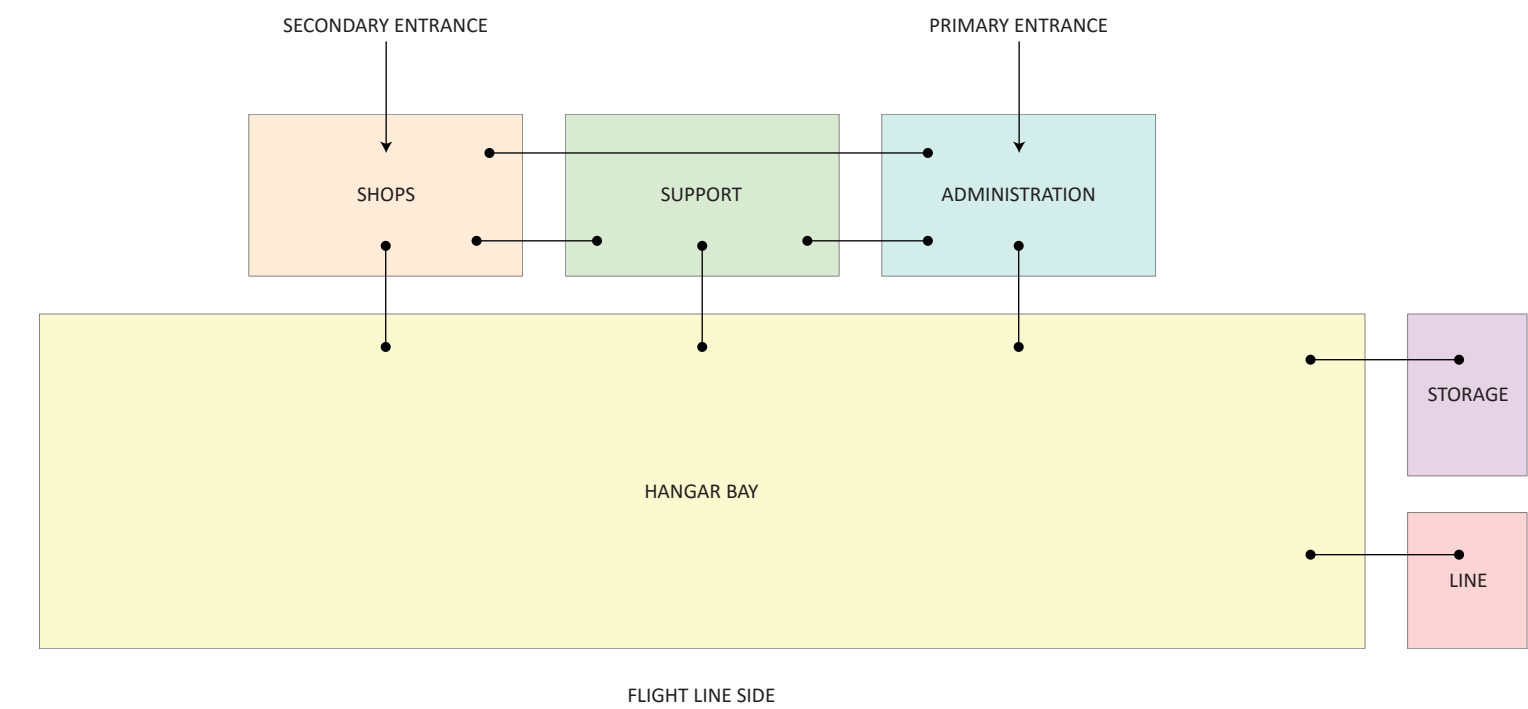 SECONDARY ENTRANCE
PRIMARY ENTRANCE
SHOPS
SUPPORT
ADMINISTRATION
STORAGE
HANGAR BAY
LINE
FLIGHT LINE SIDE